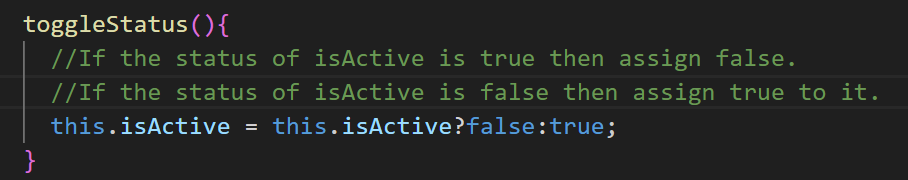 toggleStatus(){
//If the status of isActive is true then assign false.
//If the status of isActive is false then assign true to it.
this.isActive = this.isActive?false:true;
}